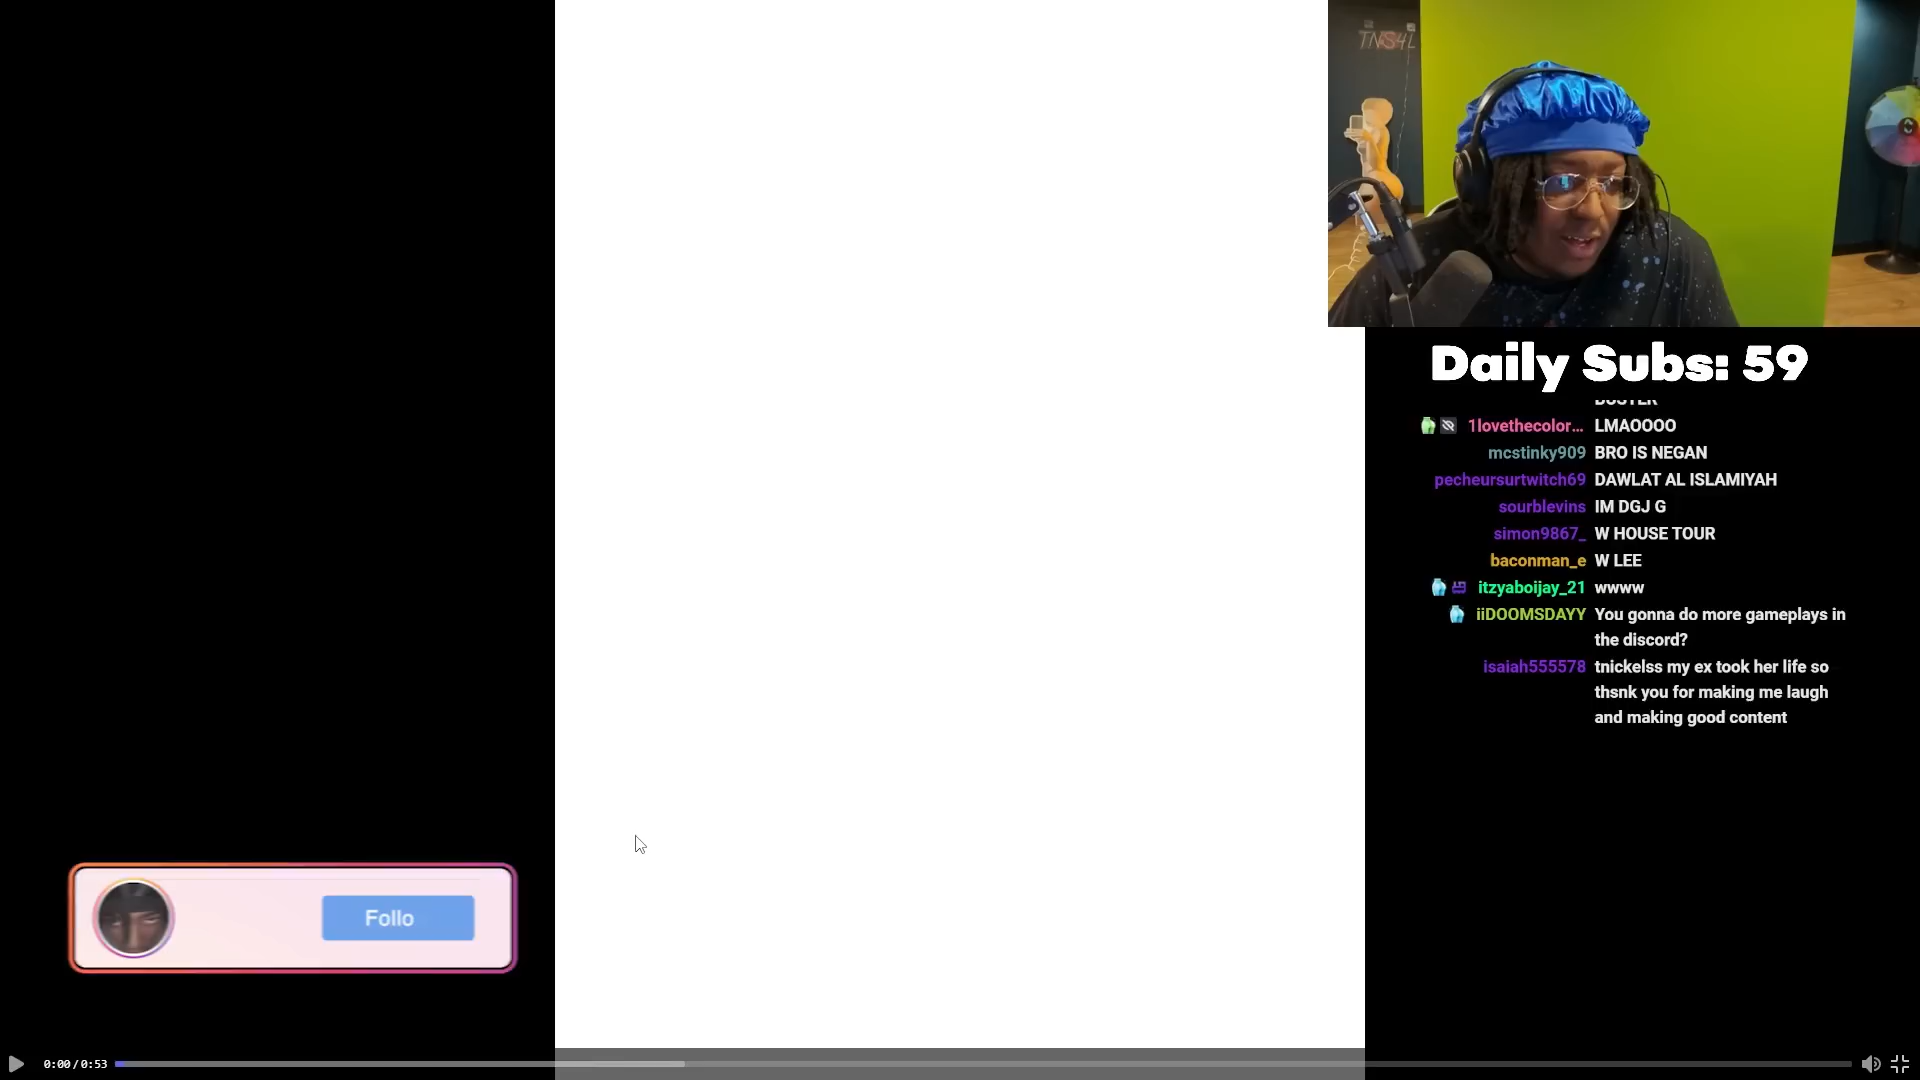 TNS4L
Daily Subs: 59
1lovethecolor... LMAOOOO
mcstinky909 BRO IS NEGAN
pecheursurtwitch69 DAWLAT AL ISLAMIYAH
sourblevins IM DGJ G
simon9867_ W HOUSE TOUR
baconman_e W LEE
itzyaboijay_21 wwww
iiDOOMSDAYY You gonna do more gameplays in
the discord?
isaiah555578 tnickelss my ex took her life so
thsnk you for making me laugh
and making good content
Follo
0:00 / 0:53